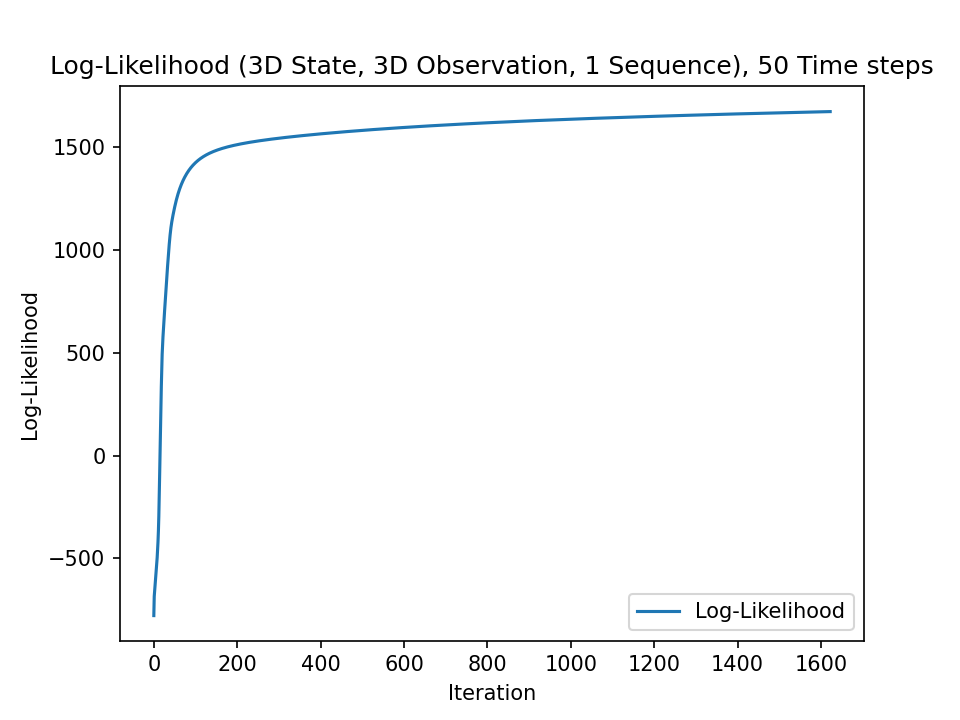 Log-Likelihood (3D State, 3D Observation, 1 Sequence), 50 Time steps
Log-Likelihood
1500
1000
500
0
−500
Log-Likelihood
0 200 400 600 800 1000 1200 1400 1600
Iteration